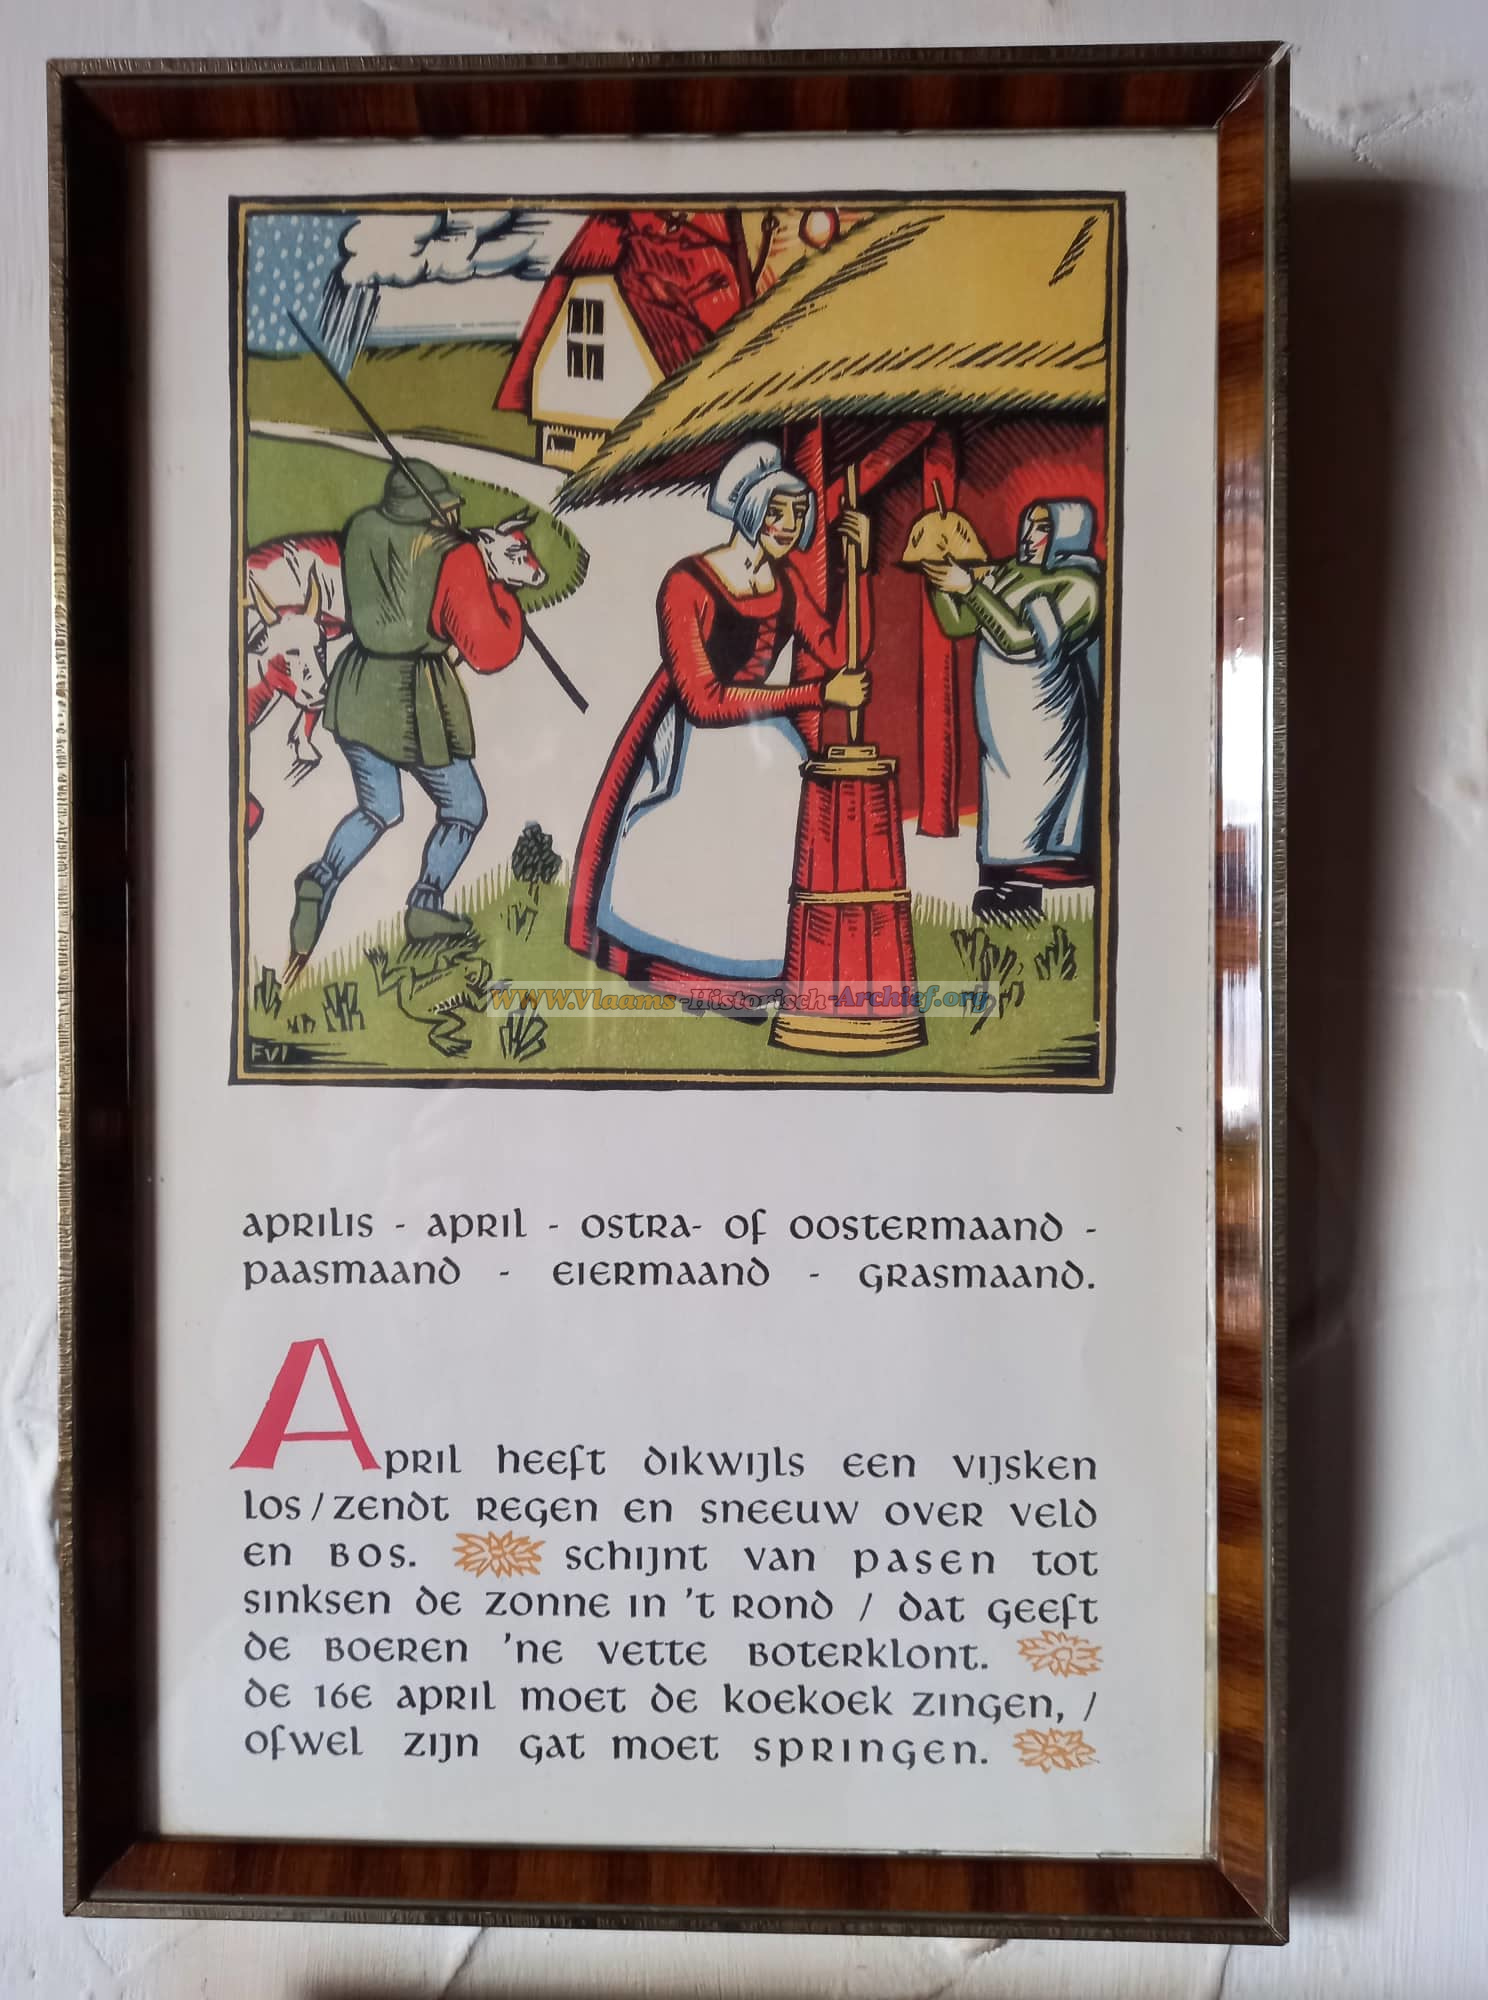 www.Vlaams-Historisch-Archief.org
FVI
aprilis - april - ostra- of oostermaand -
paasmaand - eiermaand - grasmaand.
April heeft dikwijls een vijsken
los / zendt regen en sneeuw over veld
en bos. schijnt van pasen tot
sinksen de zonne in 't rond / dat geeft
de boeren 'ne vette boterklont.
de 16e april moet de koekoek zingen, /
ofwel zijn gat moet springen.